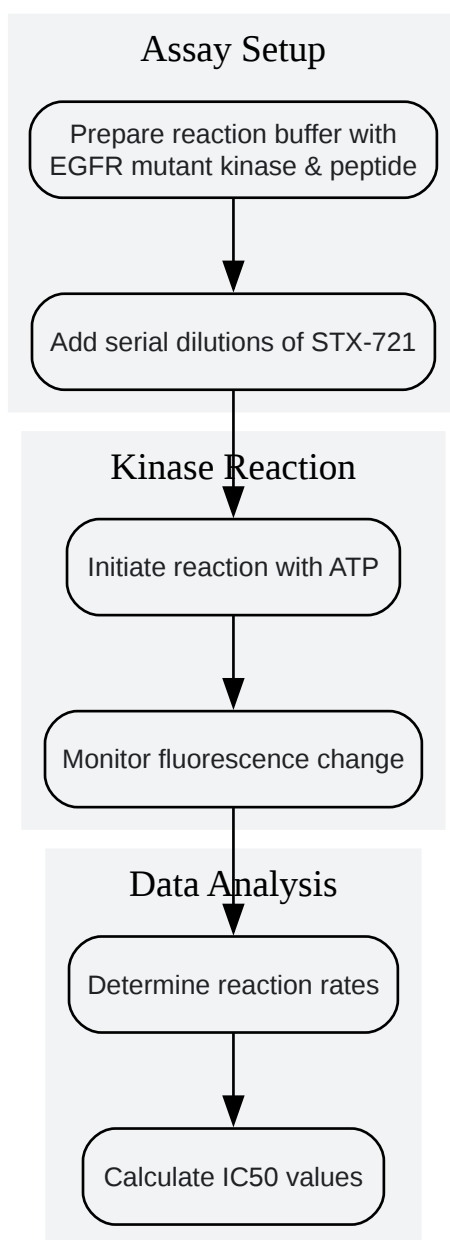 Assay Setup
Prepare reaction buffer with
EGFR mutant kinase & peptide
Add serial dilutions of STX-721
Kinase Reaction
Initiate reaction with ATP
Monitor fluorescence change
Data Analysis
Determine reaction rates
Calculate IC50 values